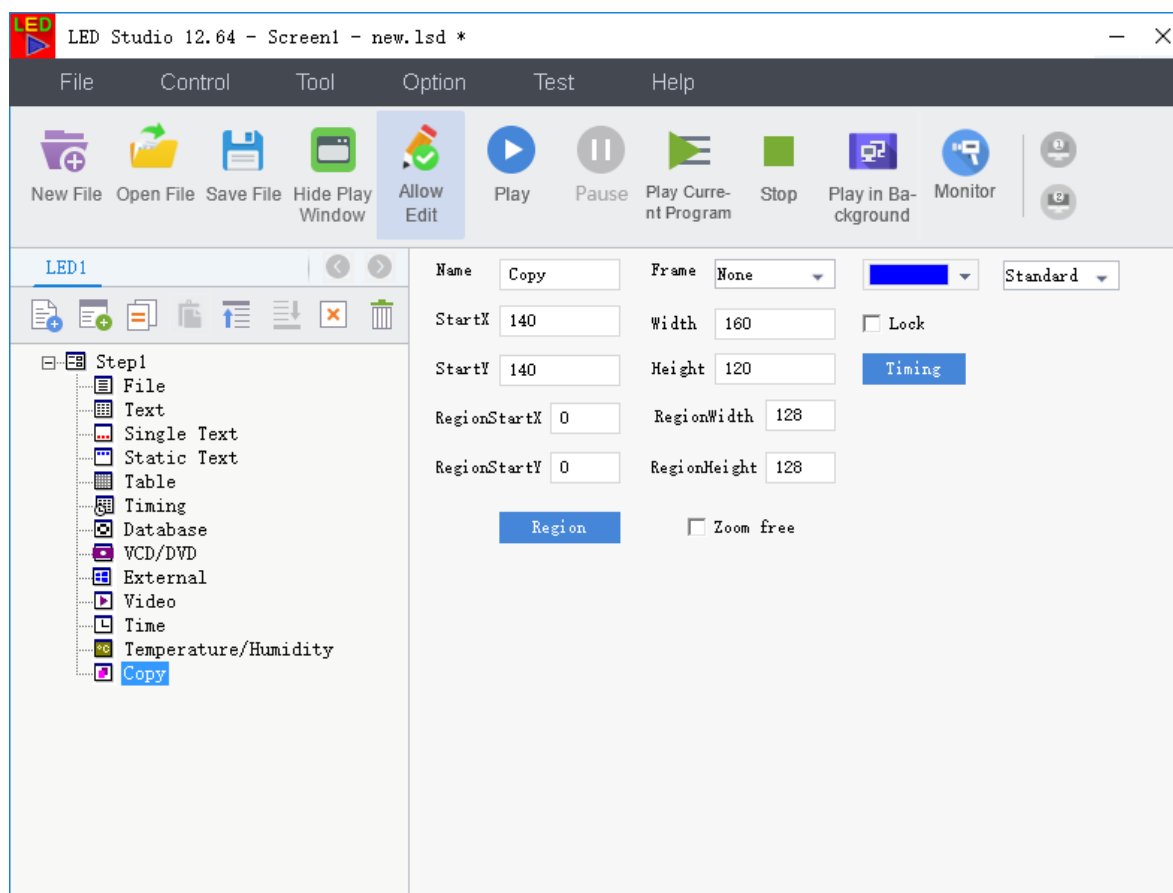 LED
LED Studio 12.64 - Screen1 - new.lsd *
File Control Tool Option Test Help
New File Open File Save File Hide Play Window Allow Edit Play Pause Play Curre-nt Program Stop Play in Ba-ckground Monitor
1
2
LED1
Step1
File
Text
Single Text
Static Text
Table
Timing
Database
VCD/DVD
External
Video
Time
°C Temperature/Humidity
Copy
Name Copy Frame None Standard
StartX 140 Width 160 Lock
StartY 140 Height 120 Timing
RegionStartX 0 RegionWidth 128
RegionStartY 0 RegionHeight 128
Region Zoom free